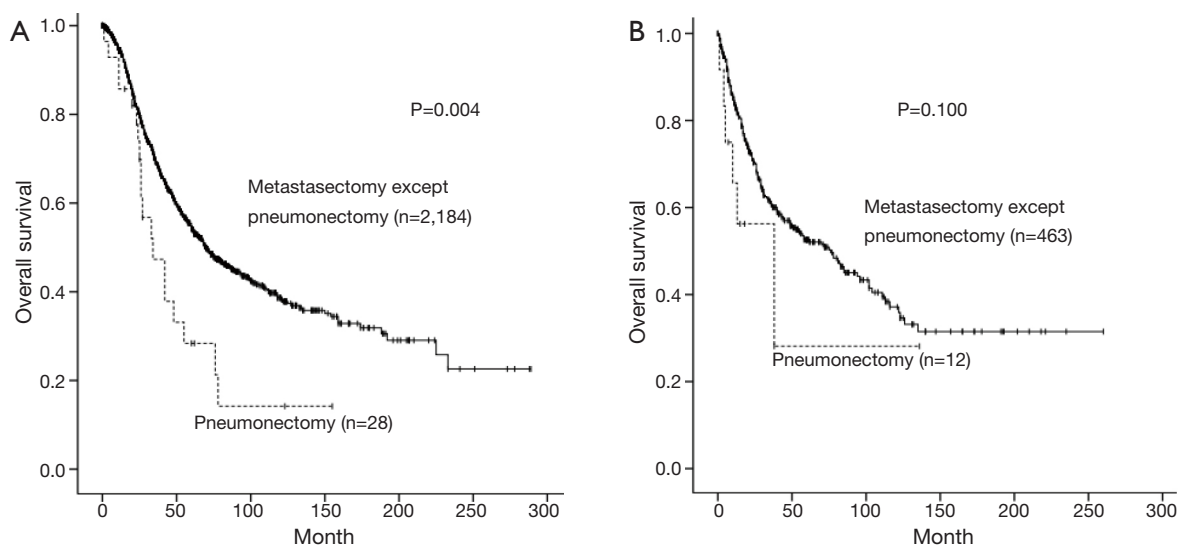 A
1.0
0.8
0.6
0.4
0.2
0.0
Overall survival
P=0.004
Metastasectomy except
pneumonectomy (n=2,184)
Pneumonectomy (n=28)
0 50 100 150 200 250 300
Month
B
1.0
0.8
0.6
0.4
0.2
0.0
Overall survival
P=0.100
Metastasectomy except
pneumonectomy (n=463)
Pneumonectomy (n=12)
0 50 100 150 200 250 300
Month